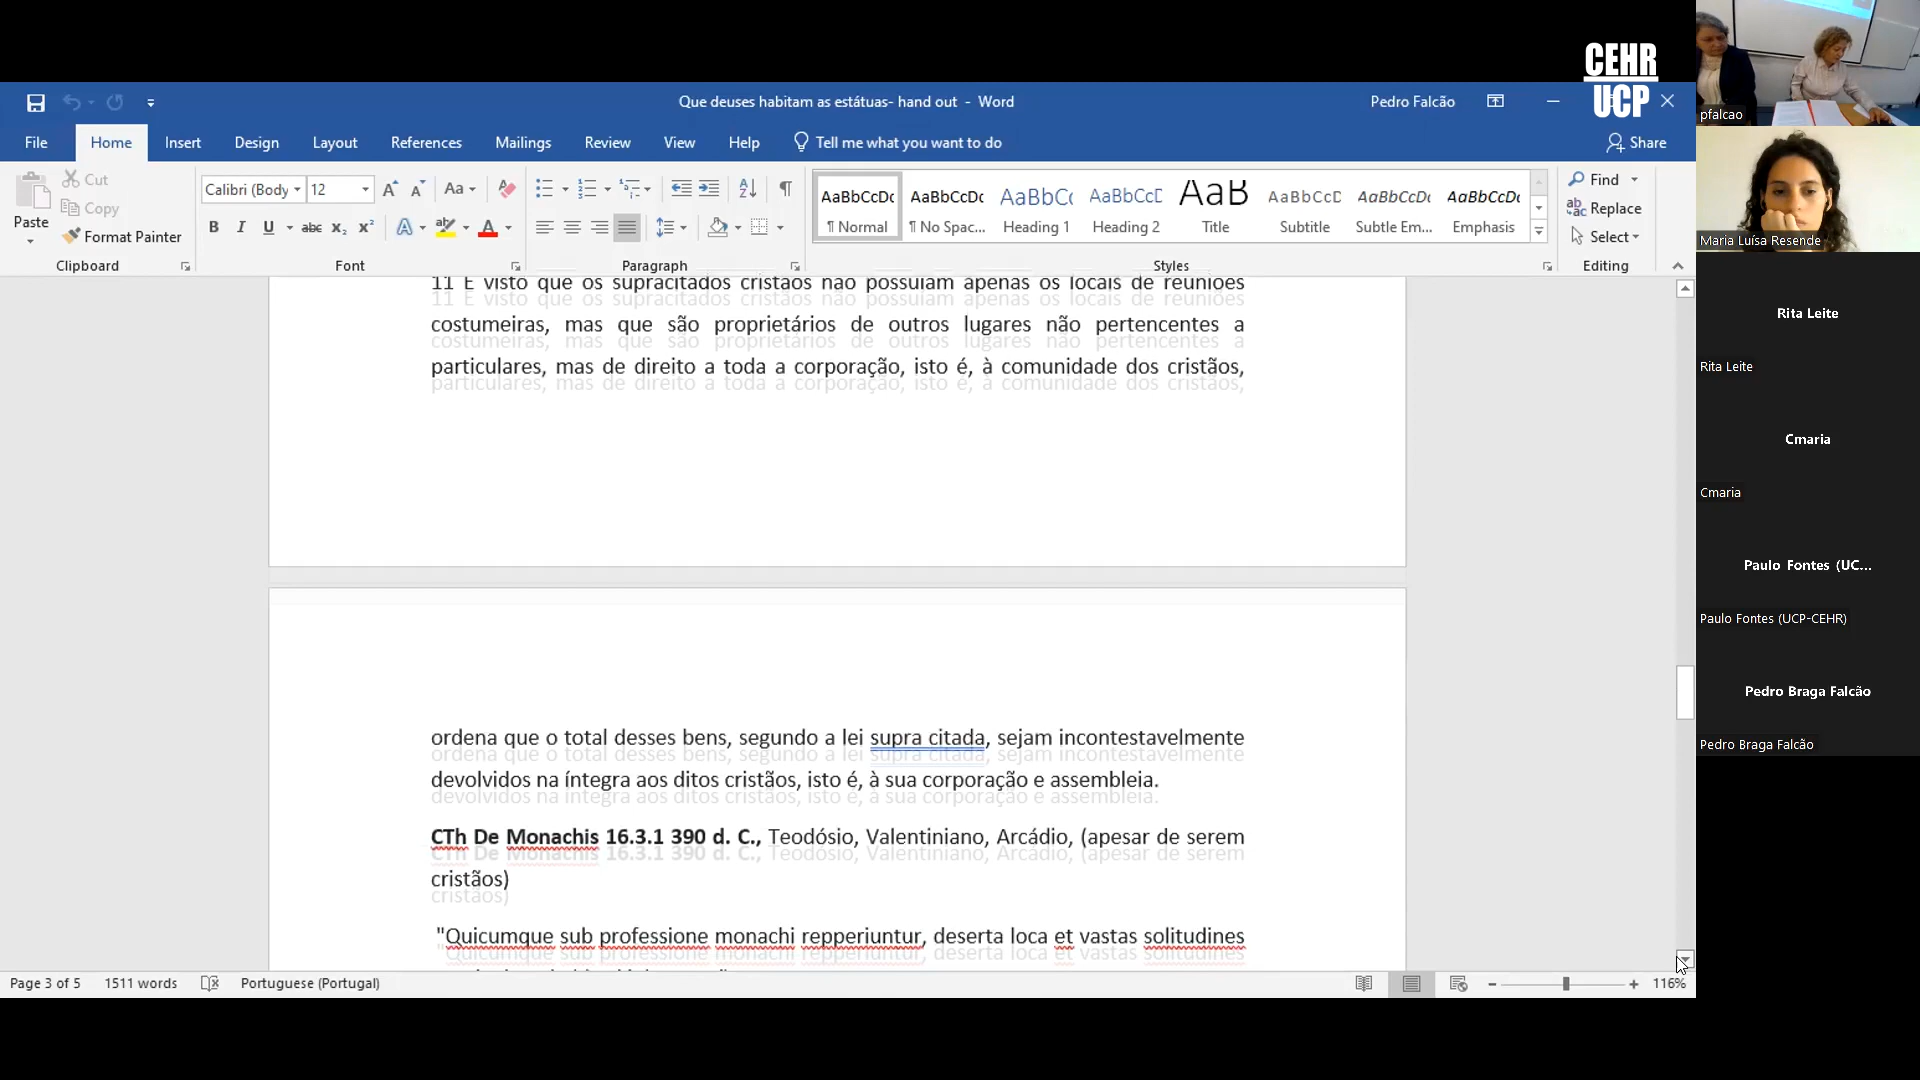 CEHR
UCP
Que deuses habitam as estátuas- hand out - Word
Pedro Falcão
File Home Insert Design Layout References Mailings Review View Help Tell me what you want to do Share
Paste
Cut
Copy
Format Painter
Clipboard
Calibri (Body 12
Font
Paragraph
AaBbCcDc AaBbCcDc AaBbCc AaBbCcD AaB AaBbCcD AaBbCcDc AaBbCcDc
¶ Normal ¶ No Spac... Heading 1 Heading 2 Title Subtitle Subtle Em... Emphasis
Styles
Find
Replace
Select
Editing
11 E visto que os supracitados cristãos não possuíam apenas os locais de reuniões
costumeiras, mas que são proprietários de outros lugares não pertencentes a
particulares, mas de direito a toda a corporação, isto é, à comunidade dos cristãos,
ordena que o total desses bens, segundo a lei supra citada, sejam incontestavelmente
devolvidos na íntegra aos ditos cristãos, isto é, à sua corporação e assembleia.
CTh De Monachis 16.3.1 390 d. C., Teodósio, Valentiniano, Arcádio, (apesar de serem
cristãos)
"Quicumque sub professione monachi repperiuntur, deserta loca et vastas solitudines
Page 3 of 5 1511 words Portuguese (Portugal) 116%
pfalcao
Maria Luísa Resende
Rita Leite
Rita Leite
Cmaria
Cmaria
Paulo Fontes (UC...
Paulo Fontes (UCP-CEHR)
Pedro Braga Falcão
Pedro Braga Falcão